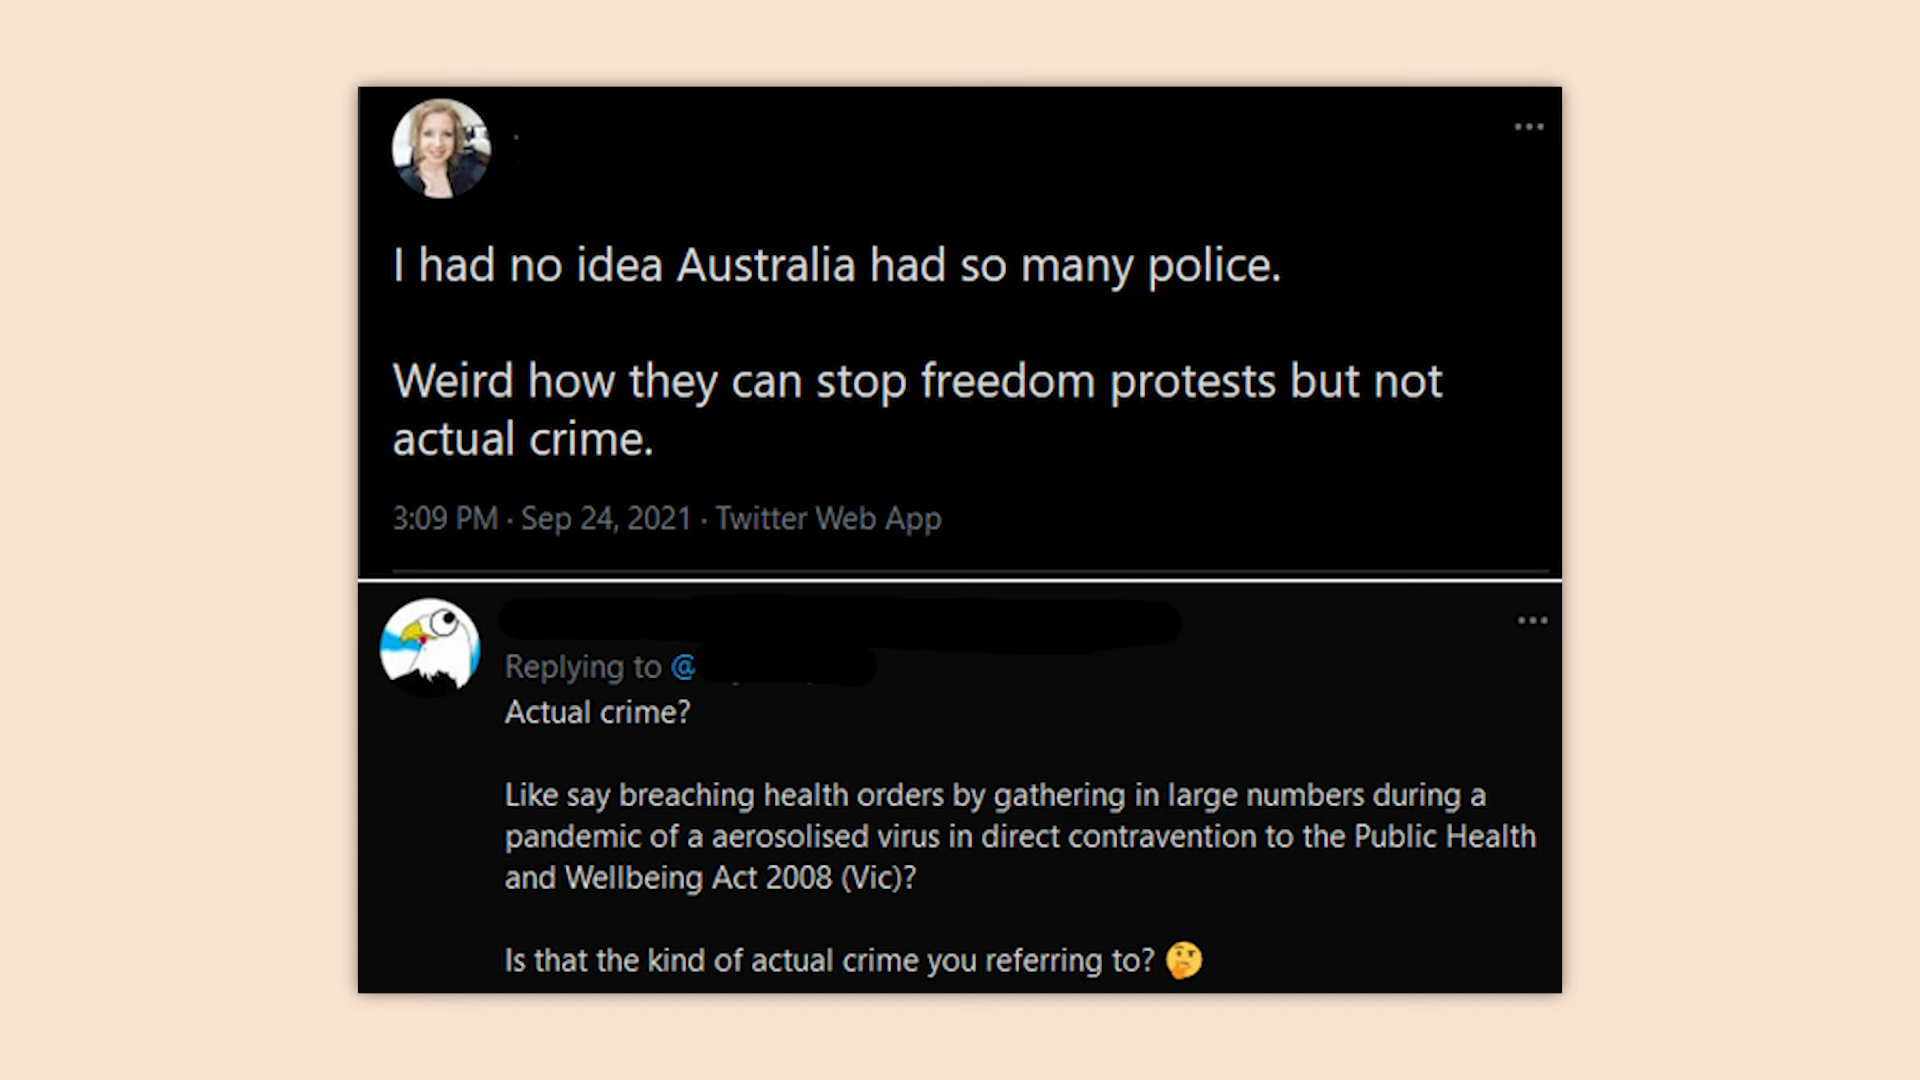 I had no idea Australia had so many police.
Weird how they can stop freedom protests but not
actual crime.
3:09 PM · Sep 24, 2021 · Twitter Web App
Replying to @
Actual crime?
Like say breaching health orders by gathering in large numbers during a
pandemic of a aerosolised virus in direct contravention to the Public Health
and Wellbeing Act 2008 (Vic)?
Is that the kind of actual crime you referring to? 🤔